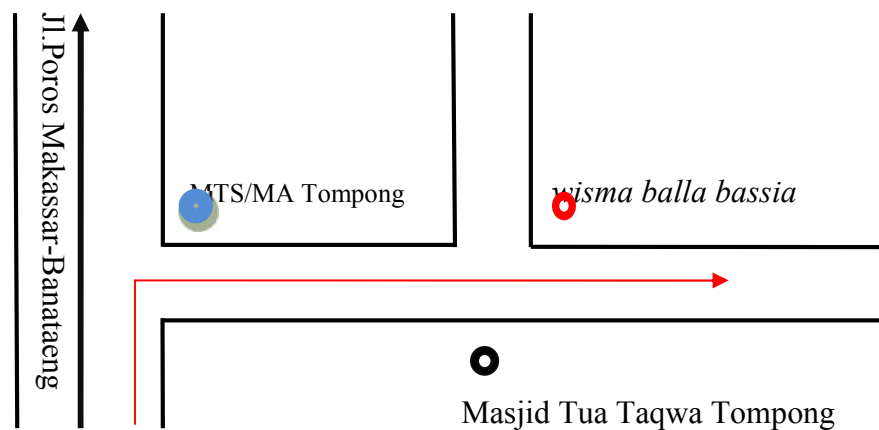 Jl.Poros Makassar-Banataeng
MTS/MA Tompong
wisma balla bassia
Masjid Tua Taqwa Tompong